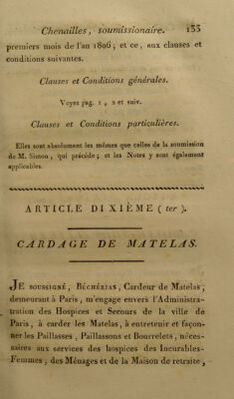 Chenailles, soumissionaire. 133
premiers mois de l'an 1806; et ce, aux clauses et
conditions suivantes.
Clauses et Conditions générales.
Voyez pag. 1, 2 et suiv.
Clauses et Conditions particulières.
Elles sont absolument les mêmes que celles de la soumission
de M. Simon, qui précède; et les Notes y sont également
applicables.
ARTICLE DIXIÈME (ter).
CARDAGE DE MATELAS.
JE soussigné, BÉCHÉRIAS, Cardeur de Matelas,
demeurant à Paris, m'engage envers l'Administra-
tration des Hospices et Secours de la ville de
Paris, à carder les Matelas, à entretenir et façon-
ner les Paillasses, Paillassons et Bourrelets, néces-
saires aux services des hospices des Incurables-
Femmes, des Ménages et de la Maison de retraite,